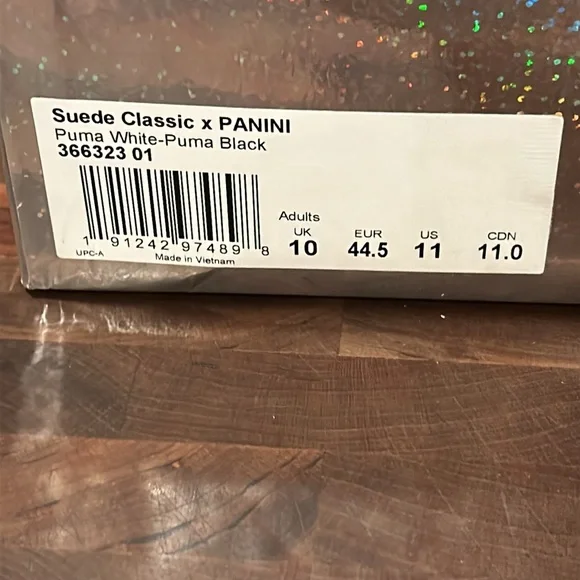 Suede Classic x PANINI
Puma White-Puma Black
366323 01
1 91242 97489 8
UPC-A
Made in Vietnam
Adults
UK EUR US CDN
10 44.5 11 11.0